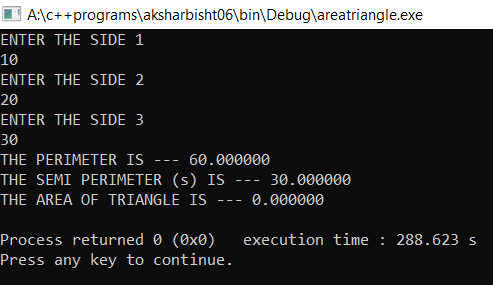 A:\c++programs\aksharbisht06\bin\Debug\areatriangle.exe
ENTER THE SIDE 1
10
ENTER THE SIDE 2
20
ENTER THE SIDE 3
30
THE PERIMETER IS --- 60.000000
THE SEMI PERIMETER (s) IS --- 30.000000
THE AREA OF TRIANGLE IS --- 0.000000
Process returned 0 (0x0)   execution time : 288.623 s
Press any key to continue.